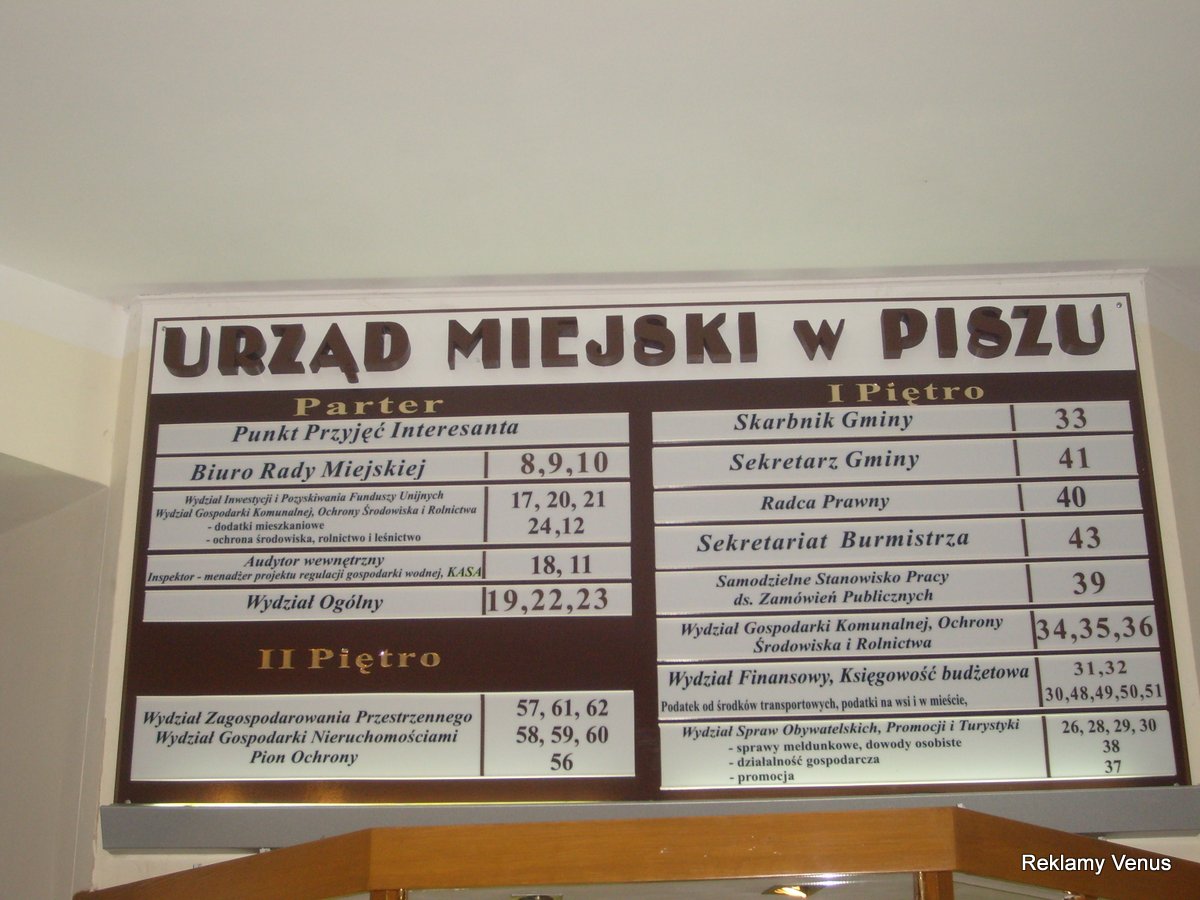 URZĄD MIEJSKI w PISZU
Parter
Punkt Przyjęć Interesanta
Biuro Rady Miejskiej 8,9,10
Wydział Inwestycji i Pozyskiwania Funduszy Unijnych 17, 20, 21
Wydział Gospodarki Komunalnej, Ochrony Środowiska i Rolnictwa
- dodatki mieszkaniowe 24,12
- ochrona środowiska, rolnictwo i leśnictwo
Audytor wewnętrzny 18, 11
Inspektor - menadżer projektu regulacji gospodarki wodnej, KASA
Wydział Ogólny 19,22,23
II Piętro
Wydział Zagospodarowania Przestrzennego 57, 61, 62
Wydział Gospodarki Nieruchomościami 58, 59, 60
Pion Ochrony 56
I Piętro
Skarbnik Gminy 33
Sekretarz Gminy 41
Radca Prawny 40
Sekretariat Burmistrza 43
Samodzielne Stanowisko Pracy 39
ds. Zamówień Publicznych
Wydział Gospodarki Komunalnej, Ochrony 34,35,36
Środowiska i Rolnictwa
Wydział Finansowy, Księgowość budżetowa 31,32
Podatek od środków transportowych, podatki na wsi i w mieście, 30,48,49,50,51
Wydział Spraw Obywatelskich, Promocji i Turystyki 26, 28, 29, 30
- sprawy meldunkowe, dowody osobiste 38
- działalność gospodarcza
- promocja 37
Reklamy Venus